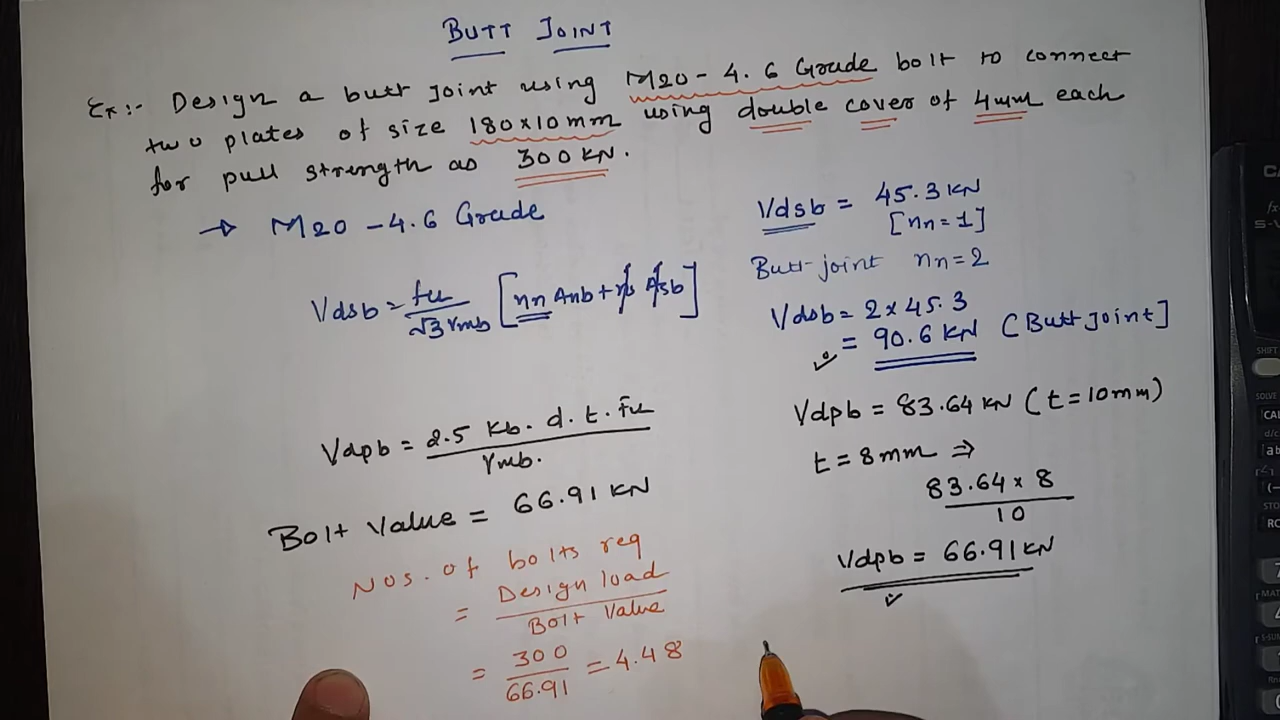 BUTT JOINT
Ex:- Design a butt joint using M20-4.6 Grade bolt to connect
two plates of size 180x10mm using double cover of 4mm each
for pull strength as 300KN.
→ M20-4.6 Grade
Vdsb = fu / √3 γmb [nn Anb + ns Asb]
Vdpb = 2.5 Kb. d. t. fu / γmb.
Bolt Value = 66.91 KN
Nos. of bolts req
= Design load / Bolt Value
= 300 / 66.91 = 4.48
Vdsb = 45.3 KN
[nn=1]
Butt-joint nn=2
Vdsb = 2 x 45.3
= 90.6 KN (Butt Joint]
Vdpb = 83.64 KN (t=10mm)
t = 8mm ⇒
83.64 x 8 / 10
Vdpb = 66.91 KN
SHIFT
SOLVE